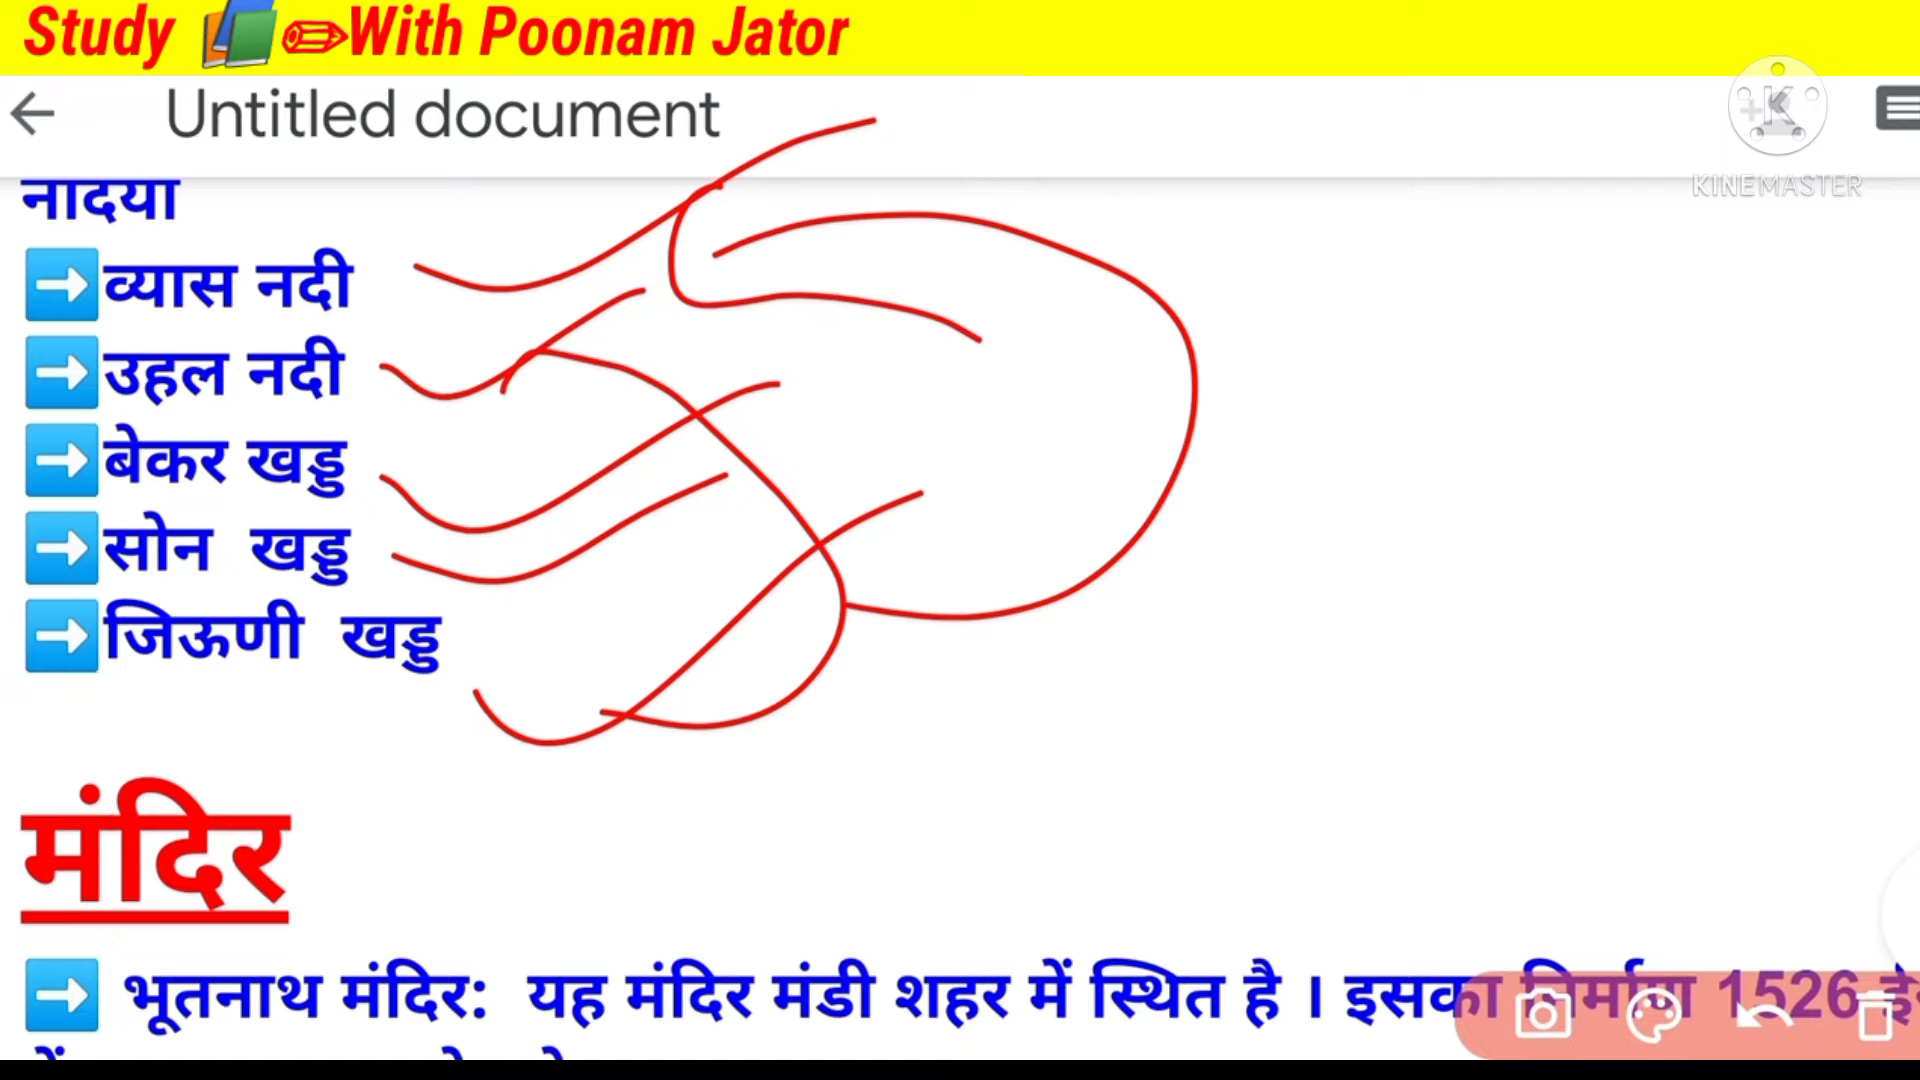 Study 📚✏With Poonam Jator
Untitled document
KINEMASTER
नदियां
➡व्यास नदी
➡उहल नदी
➡बेकर खड्ड
➡सोन खड्ड
➡जिऊणी खड्ड
मंदिर
➡ भूतनाथ मंदिर: यह मंदिर मंडी शहर में स्थित है । इसका निर्माण 1526 ई
में